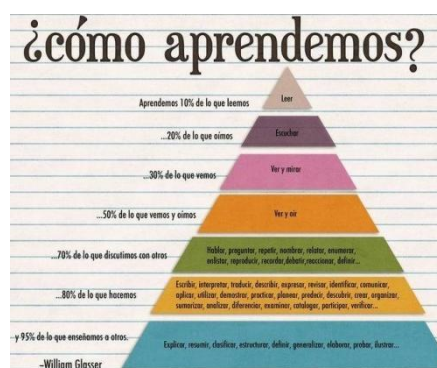 ¿cómo aprendemos?
Aprendemos 10% de lo que leemos
Leer
...20% de lo que oímos
Escuchar
...30% de lo que vemos
Ver y mirar
...50% de lo que vemos y oímos
Ver y oír
...70% de lo que discutimos con otros
Hablar, preguntar, repetir, nombrar, relatar, enumerar,
enlistar, reproducir, recordar,debatir,reaccionar, definir...
...80% de lo que hacemos
Escribir, interpretar, traducir, describir, expresar, revisar, identificar, comunicar,
aplicar, utilizar, demostrar, practicar, planear, predecir, descubrir, crear, organizar,
sumarizar, analizar, diferenciar, examinar, catalogar, participar, verificar...
y 95% de lo que enseñamos a otros.
Explicar, resumir, clasificar, estructurar, definir, generalizar, elaborar, probar, ilustrar...
–William Glasser